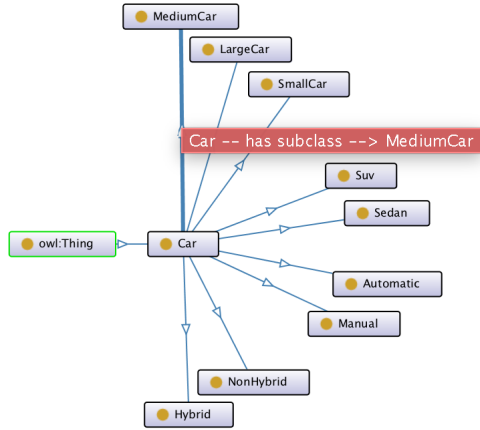 MediumCar
LargeCar
SmallCar
Car -- has subclass --> MediumCar
Suv
Sedan
owl:Thing
Car
Automatic
Manual
NonHybrid
Hybrid